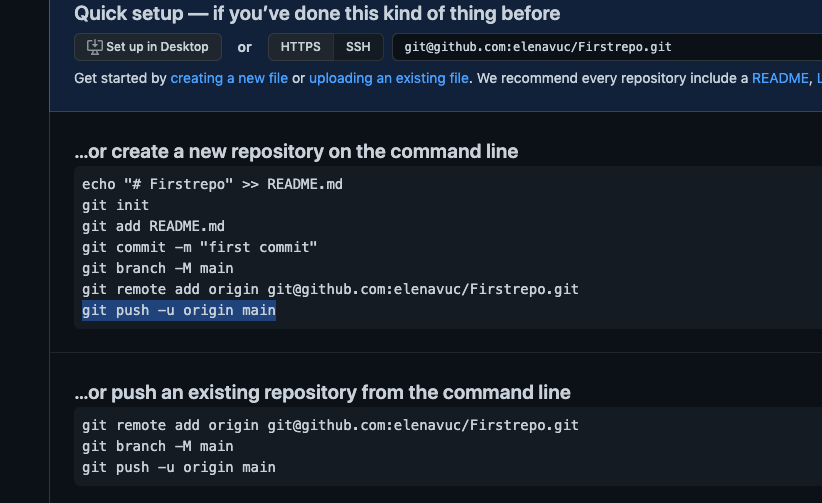 Quick setup — if you've done this kind of thing before
Set up in Desktop or HTTPS SSH git@github.com:elenavuc/Firstrepo.git
Get started by creating a new file or uploading an existing file. We recommend every repository include a README,
...or create a new repository on the command line
echo "# Firstrepo" >> README.md
git init
git add README.md
git commit -m "first commit"
git branch -M main
git remote add origin git@github.com:elenavuc/Firstrepo.git
git push -u origin main
...or push an existing repository from the command line
git remote add origin git@github.com:elenavuc/Firstrepo.git
git branch -M main
git push -u origin main